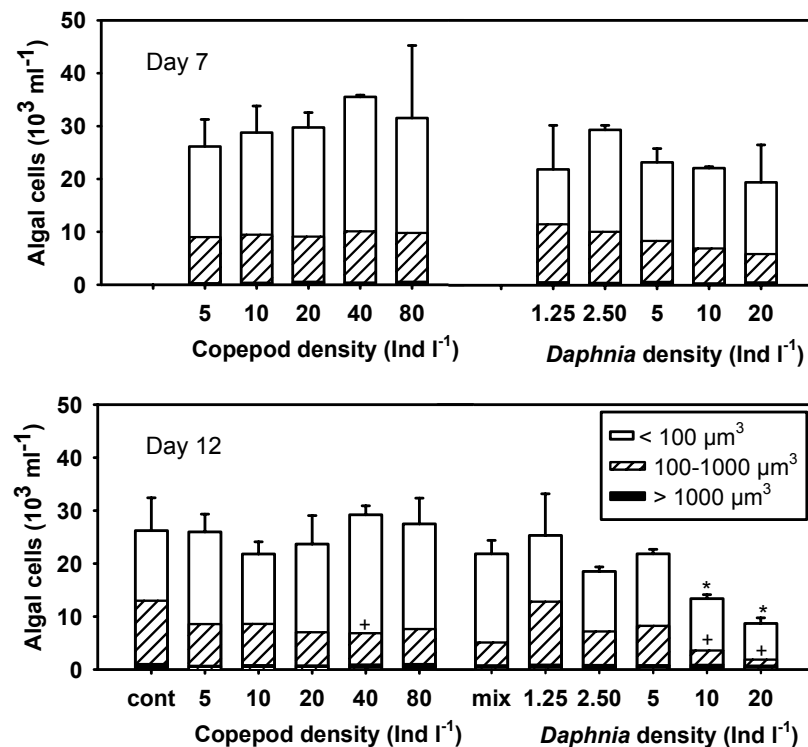 50
Day 7
40
30
20
10
0
Algal cells (10³ ml⁻¹)
5 10 20 40 80 1.25 2.50 5 10 20
Copepod density (Ind l⁻¹) Daphnia density (Ind l⁻¹)
50
Day 12
< 100 µm³
100-1000 µm³
> 1000 µm³
40
30
20
10
0
Algal cells (10³ ml⁻¹)
+ * + * +
cont 5 10 20 40 80 mix 1.25 2.50 5 10 20
Copepod density (Ind l⁻¹) Daphnia density (Ind l⁻¹)